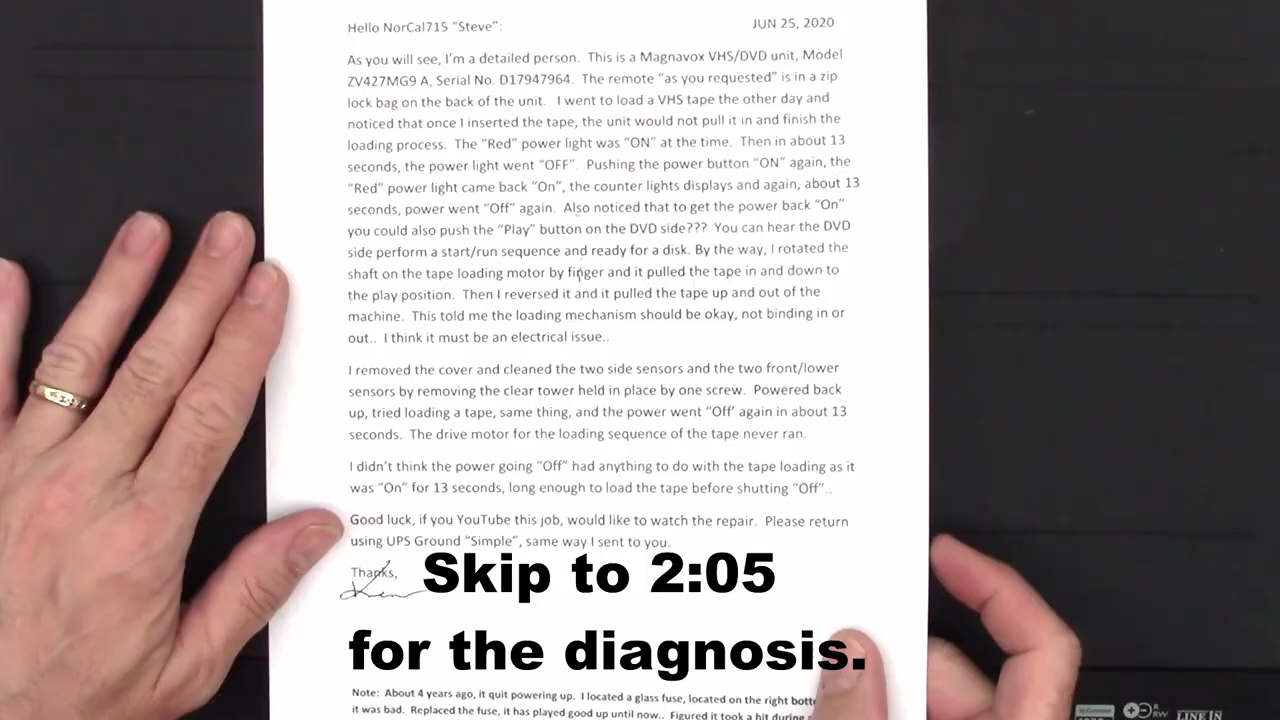 Hello NorCal715 "Steve":
JUN 25, 2020
As you will see, I'm a detailed person. This is a Magnavox VHS/DVD unit, Model
ZV427MG9 A, Serial No. D17947964. The remote "as you requested" is in a zip
lock bag on the back of the unit. I went to load a VHS tape the other day and
noticed that once I inserted the tape, the unit would not pull it in and finish the
loading process. The "Red" power light was "ON" at the time. Then in about 13
seconds, the power light went "OFF". Pushing the power button "ON" again, the
"Red" power light came back "On", the counter lights displays and again, about 13
seconds, power went "Off" again. Also noticed that to get the power back "On"
you could also push the "Play" button on the DVD side??? You can hear the DVD
side perform a start/run sequence and ready for a disk. By the way, I rotated the
shaft on the tape loading motor by finger and it pulled the tape in and down to
the play position. Then I reversed it and it pulled the tape up and out of the
machine. This told me the loading mechanism should be okay, not binding in or
out.. I think it must be an electrical issue..
I removed the cover and cleaned the two side sensors and the two front/lower
sensors by removing the clear tower held in place by one screw. Powered back
up, tried loading a tape, same thing, and the power went "Off' again in about 13
seconds. The drive motor for the loading sequence of the tape never ran.
I didn't think the power going "Off" had anything to do with the tape loading as it
was "On" for 13 seconds, long enough to load the tape before shutting "Off"..
Good luck, if you YouTube this job, would like to watch the repair. Please return
using UPS Ground "Simple", same way I sent to you.
Thanks,
Ken
Skip to 2:05
for the diagnosis.
Note: About 4 years ago, it quit powering up. I located a glass fuse, located on the right
it was bad. Replaced the fuse, it has played good up until now.. Figured it took a hit during
LINE IN